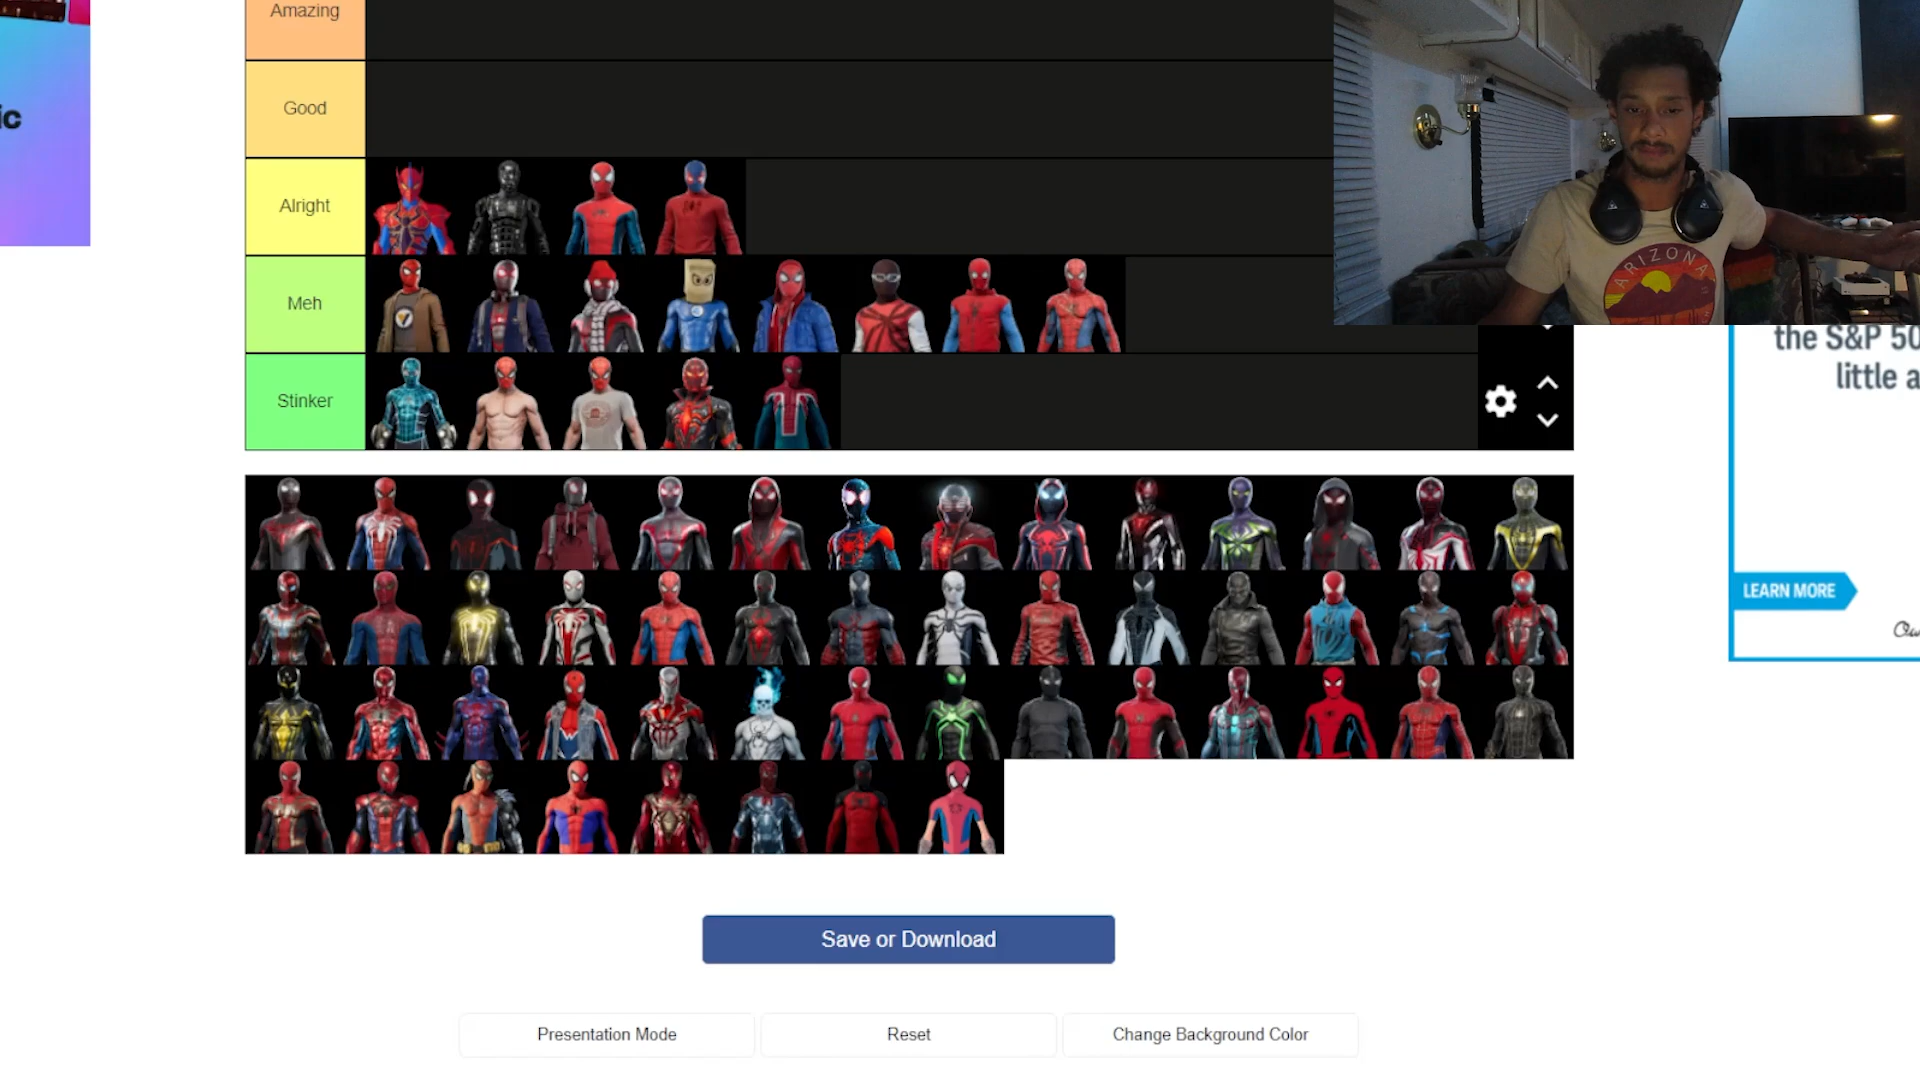 Amazing
ic
Good
Alright
ARIZONA
Meh
the S&P 50
little a
Stinker
LEARN MORE
Save or Download
Presentation Mode
Reset
Change Background Color